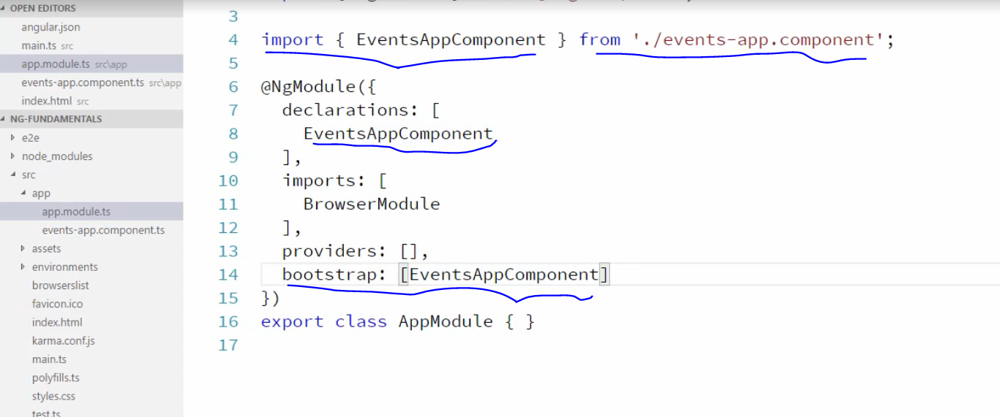 OPEN EDITORS
angular.json
main.ts src
app.module.ts src\app
events-app.component.ts src\app
index.html src
NG-FUNDAMENTALS
e2e
node_modules
src
app
app.module.ts
events-app.component.ts
assets
environments
browserslist
favicon.ico
index.html
karma.conf.js
main.ts
polyfills.ts
styles.css
test.ts
3
4 import { EventsAppComponent } from './events-app.component';
5
6 @NgModule({
7 declarations: [
8 EventsAppComponent
9 ],
10 imports: [
11 BrowserModule
12 ],
13 providers: [],
14 bootstrap: [EventsAppComponent]
15 })
16 export class AppModule { }
17